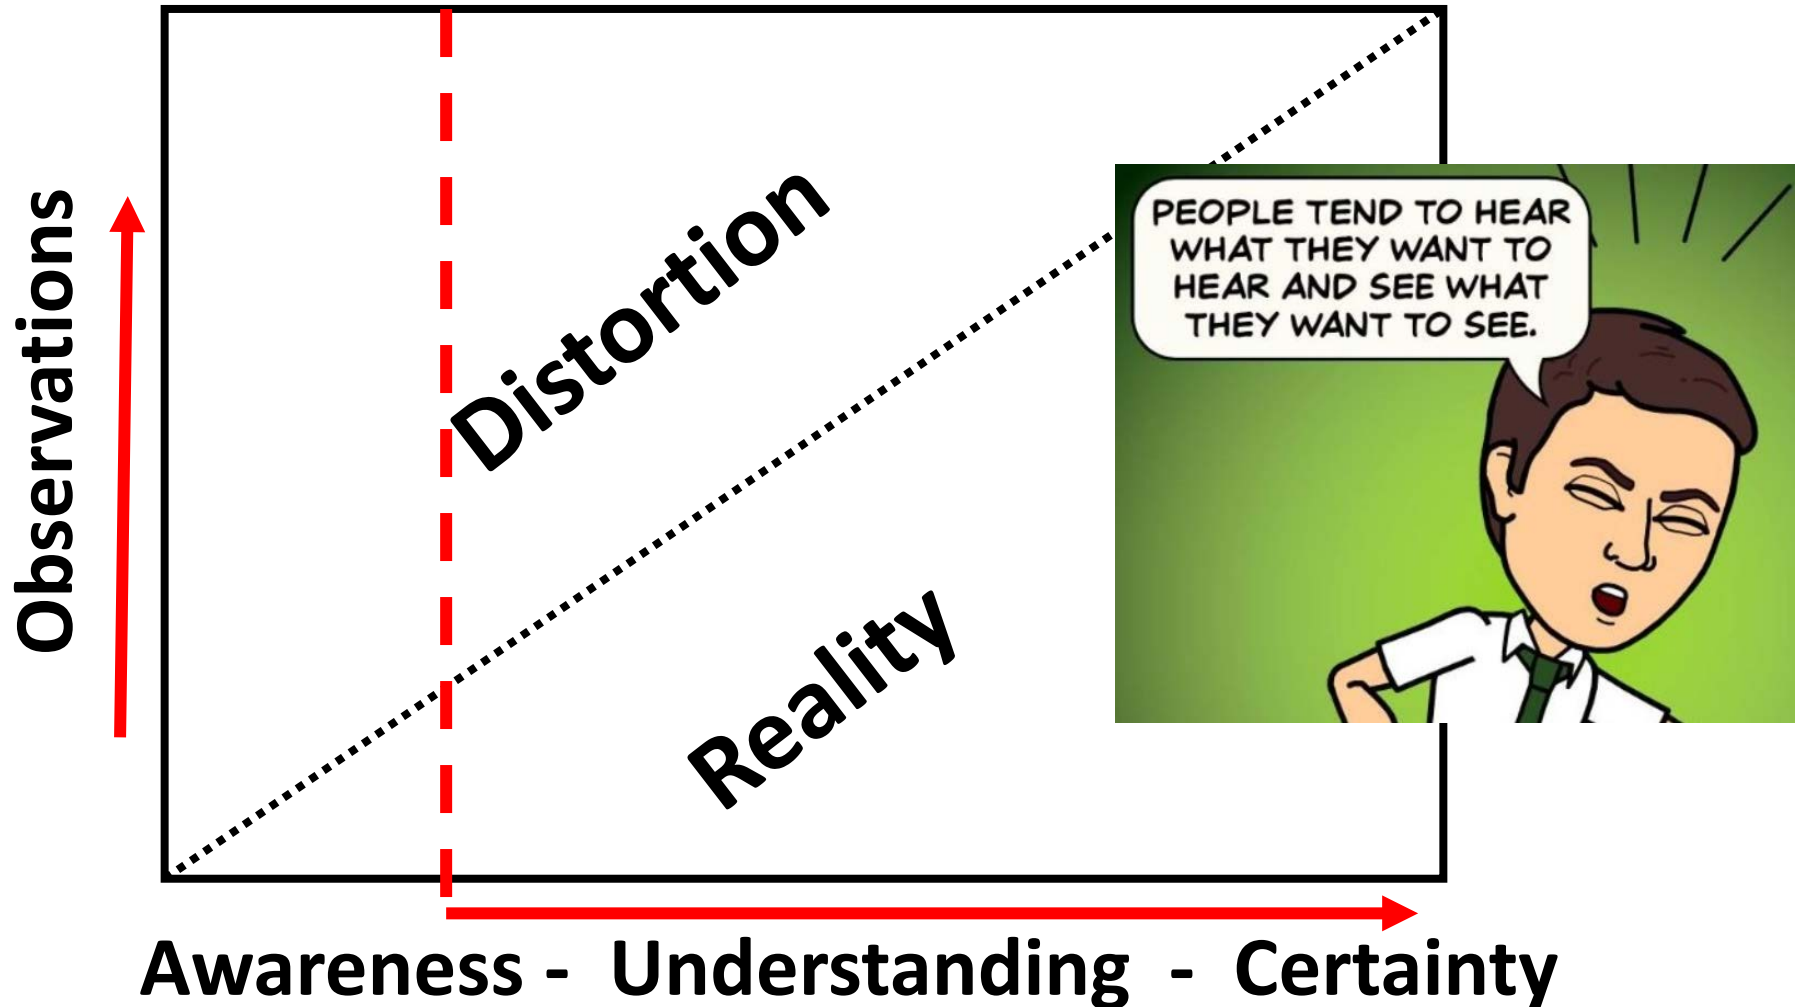 Observations
Distortion
Reality
PEOPLE TEND TO HEAR
WHAT THEY WANT TO
HEAR AND SEE WHAT
THEY WANT TO SEE.
Awareness - Understanding - Certainty